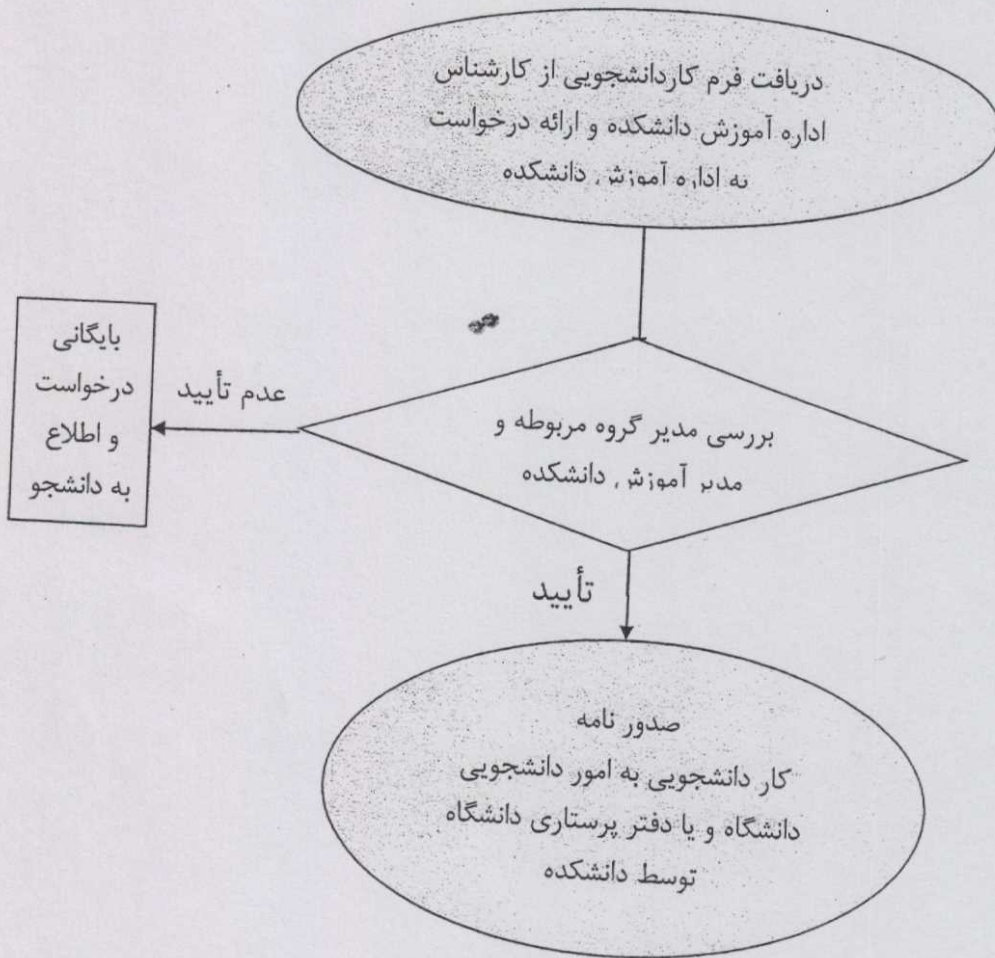 دریافت فرم کاردانشجویی از کارشناس
اداره آموزش دانشکده و ارائه درخواست
به اداره آموزش دانشکده
بررسی مدیر گروه مربوطه و
مدیر آموزش دانشکده
عدم تأیید
بایگانی
درخواست
و اطلاع
به دانشجو
تأیید
صدور نامه
کار دانشجویی به امور دانشجویی
دانشگاه و یا دفتر پرستاری دانشگاه
توسط دانشکده